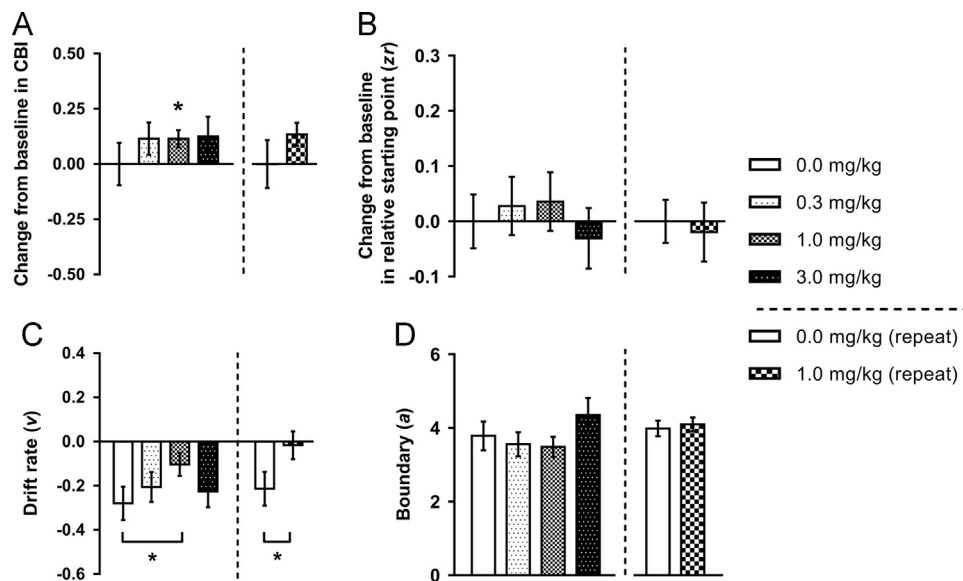 A
Change from baseline in CBI
0.50
0.25
0.00
-0.25
-0.50
*
B
Change from baseline
in relative starting point (zr)
0.3
0.2
0.1
0.0
-0.1
0.0 mg/kg
0.3 mg/kg
1.0 mg/kg
3.0 mg/kg
0.0 mg/kg (repeat)
1.0 mg/kg (repeat)
C
Drift rate (v)
0.4
0.2
0.0
-0.2
-0.4
-0.6
*
*
D
Boundary (a)
6
4
2
0